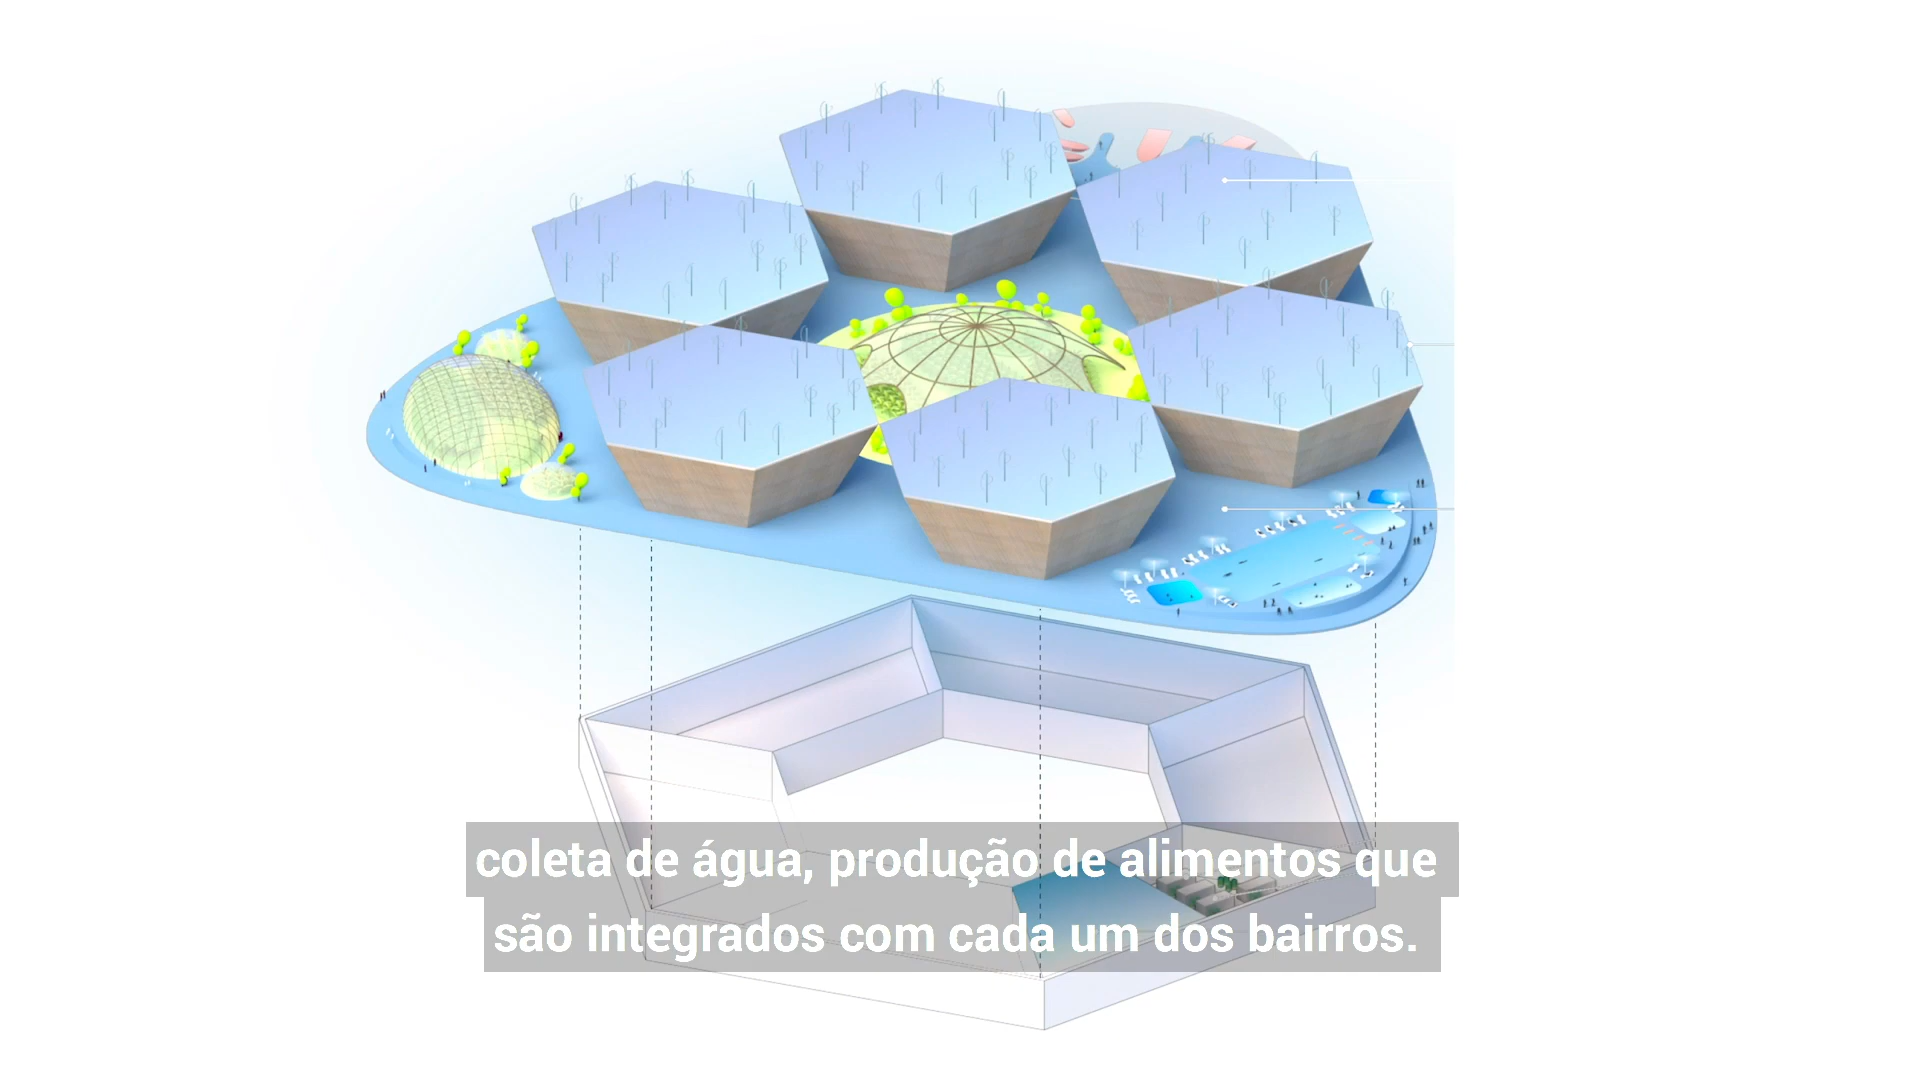 coleta de água, produção de alimentos que
são integrados com cada um dos bairros.